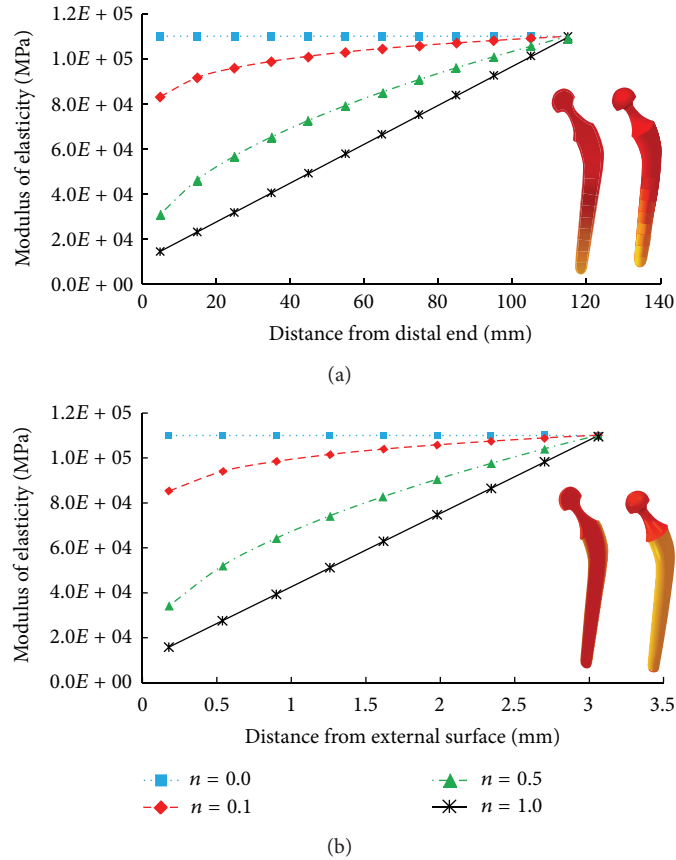 Modulus of elasticity (MPa)
1.2E + 05
1.0E + 05
8.0E + 04
6.0E + 04
4.0E + 04
2.0E + 04
0.0E + 00
0 20 40 60 80 100 120 140
Distance from distal end (mm)
(a)
Modulus of elasticity (MPa)
1.2E + 05
1.0E + 05
8.0E + 04
6.0E + 04
4.0E + 04
2.0E + 04
0.0E + 00
0 0.5 1 1.5 2 2.5 3 3.5
Distance from external surface (mm)
n = 0.0 n = 0.5
n = 0.1 n = 1.0
(b)